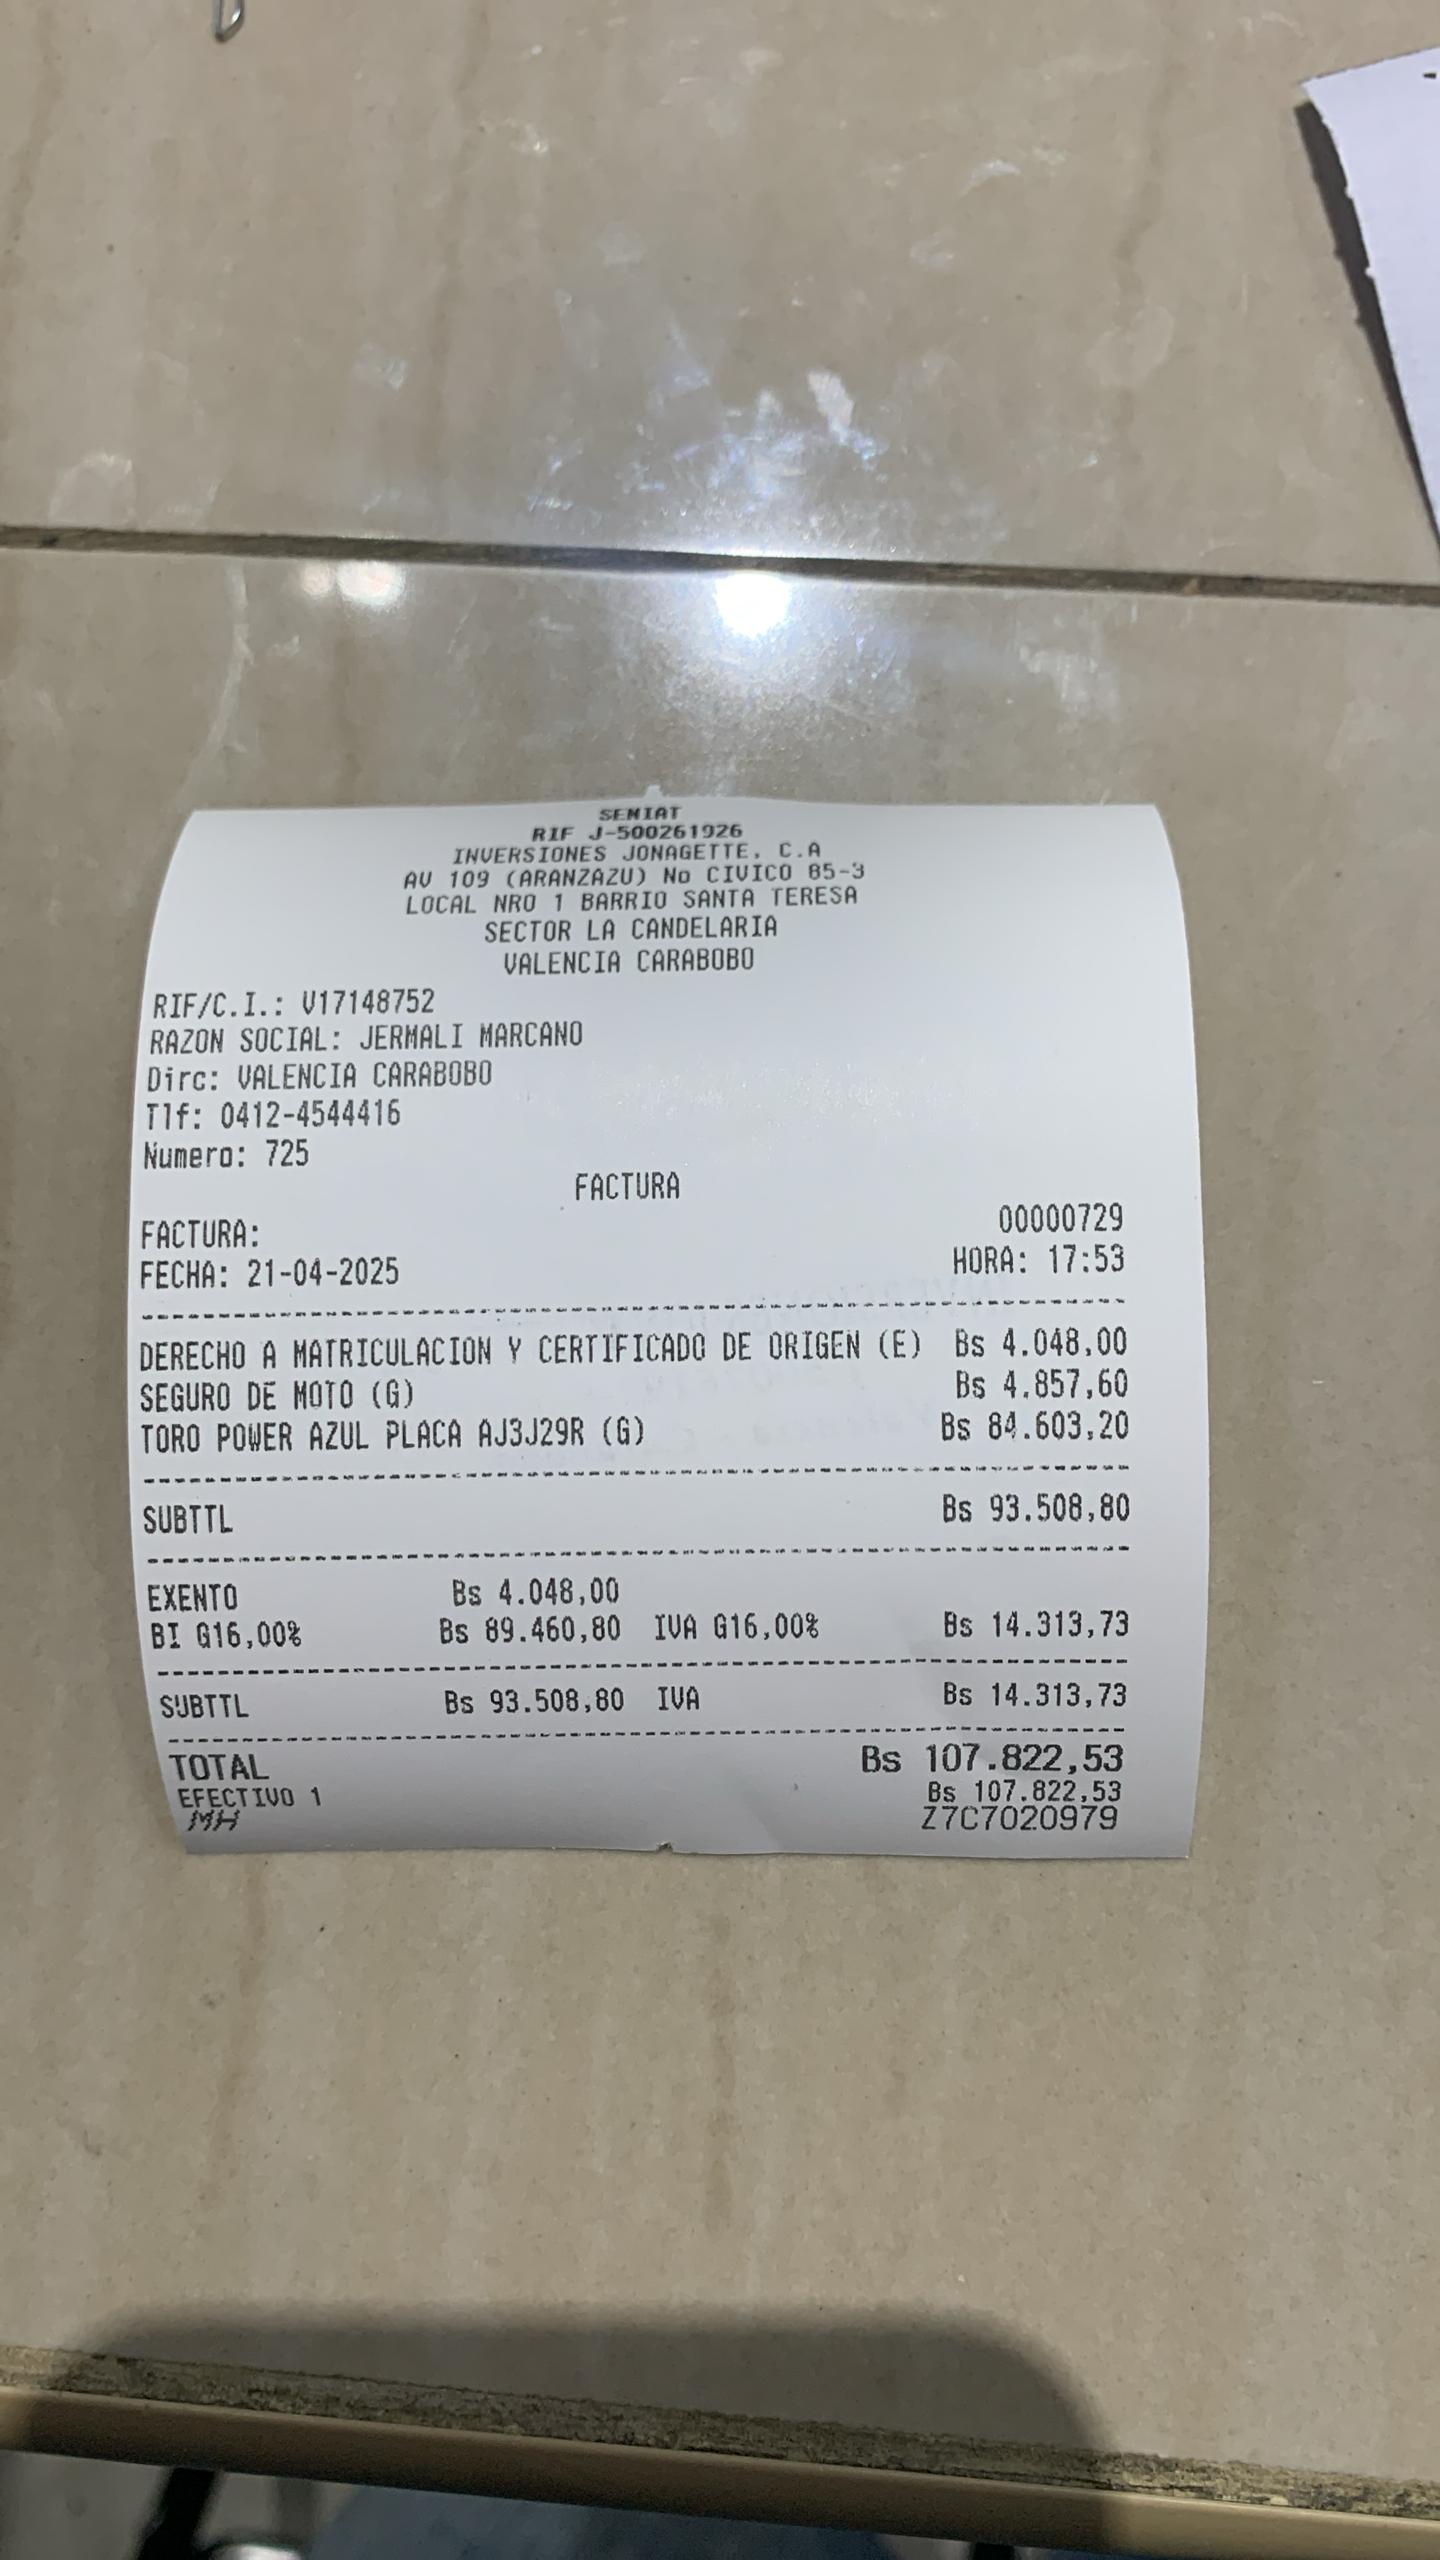 SENIAT
RIF J-500261926
INVERSIONES JONAGETTE, C.A
AV 109 (ARANZAZU) No CIVICO 85-3
LOCAL NRO 1 BARRIO SANTA TERESA
SECTOR LA CANDELARIA
VALENCIA CARABOBO
RIF/C.I.: V17148752
RAZON SOCIAL: JERMALI MARCANO
Dirc: VALENCIA CARABOBO
Tlf: 0412-4544416
Numero: 725
FACTURA
FACTURA: 00000729
FECHA: 21-04-2025 HORA: 17:53
DERECHO A MATRICULACION Y CERTIFICADO DE ORIGEN (E) Bs 4.048,00
SEGURO DE MOTO (G) Bs 4.857,60
TORO POWER AZUL PLACA AJ3J29R (G) Bs 84.603,20
SUBTTL Bs 93.508,80
EXENTO Bs 4.048,00
BI G16,00% Bs 89.460,80 IVA G16,00% Bs 14.313,73
SUBTTL Bs 93.508,80 IVA Bs 14.313,73
TOTAL Bs 107.822,53
EFECTIVO 1 Bs 107.822,53
MH Z7C7020979